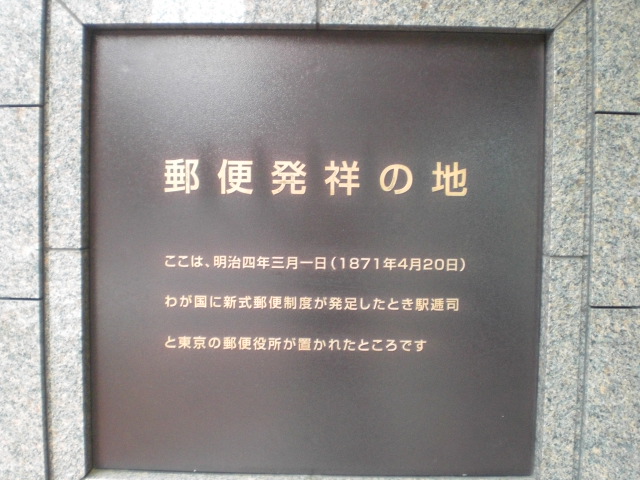 郵便発祥の地
ここは、明治四年三月一日(1871年4月20日)
わが国に新式郵便制度が発足したとき駅逓司
と東京の郵便役所が置かれたところです